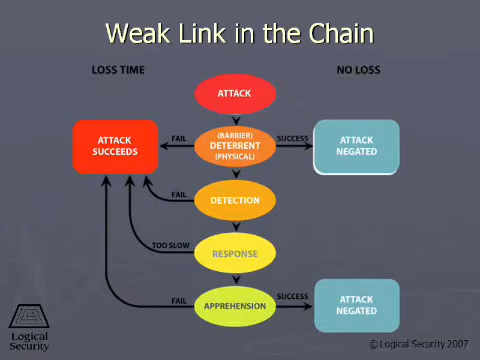 Weak Link in the Chain
LOSS TIME
NO LOSS
ATTACK
ATTACK
SUCCEEDS
FAIL
(BARRIER)
DETERRENT
(PHYSICAL)
SUCCESS
ATTACK
NEGATED
FAIL
DETECTION
TOO SLOW
RESPONSE
FAIL
APPREHENSION
SUCCESS
ATTACK
NEGATED
Logical
Security
© Logical Security 2007